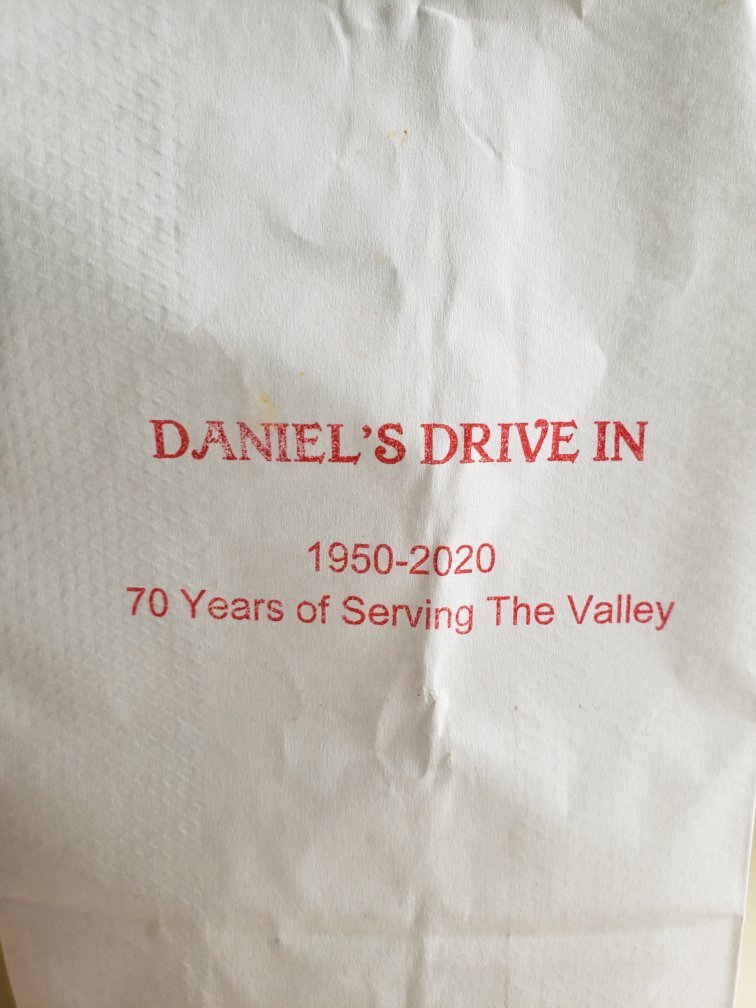 DANIEL'S DRIVE IN
1950-2020
70 Years of Serving The Valley